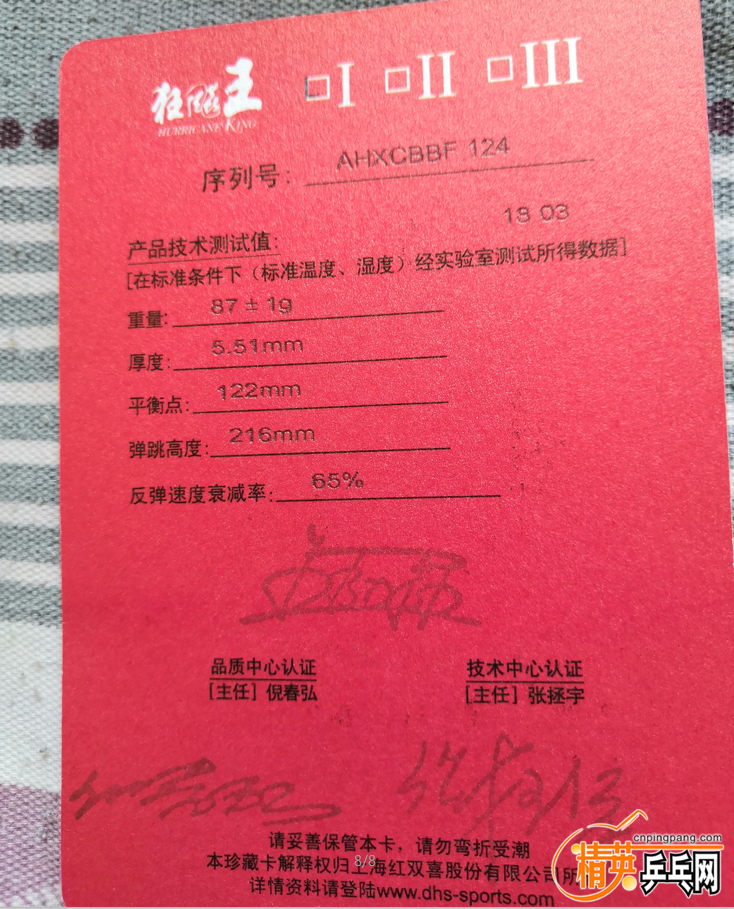 狂飚王 □I □II □III
HURRICANE KING
序列号: AHXCBBF 124
18 03
产品技术测试值:
[在标准条件下（标准温度、湿度）经实验室测试所得数据]
重量: 87±1g
厚度: 5.51mm
平衡点: 122mm
弹跳高度: 216mm
反弹速度衰减率: 65%
品质中心认证 技术中心认证
[主任] 倪春弘 [主任] 张拯宇
请妥善保管本卡，请勿弯折受潮
8/8
本珍藏卡解释权归上海红双喜股份有限公司所
详情资料请登陆www.dhs-sports.com
cnpingpang.com
精英乒乓网